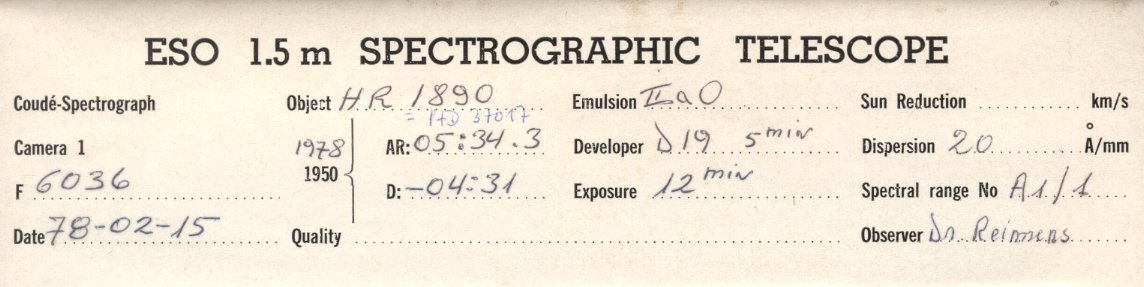 ESO 1.5 m SPECTROGRAPHIC TELESCOPE
Coudé-Spectrograph Object HR 1890 Emulsion IIaO Sun Reduction km/s
= HD 37017
Camera 1 1978 AR: 05:34.3 Developer D19 5 min Dispersion 20 Å/mm
F 6036 1950 D: -04:31 Exposure 12 min Spectral range No A1/1
Date 78-02-15 Quality Observer Dr. Reimens